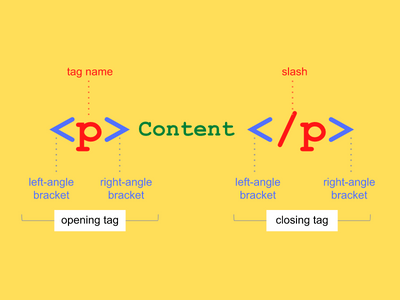 tag name
slash
<p> Content </p>
left-angle
bracket
right-angle
bracket
left-angle
bracket
right-angle
bracket
opening tag
closing tag